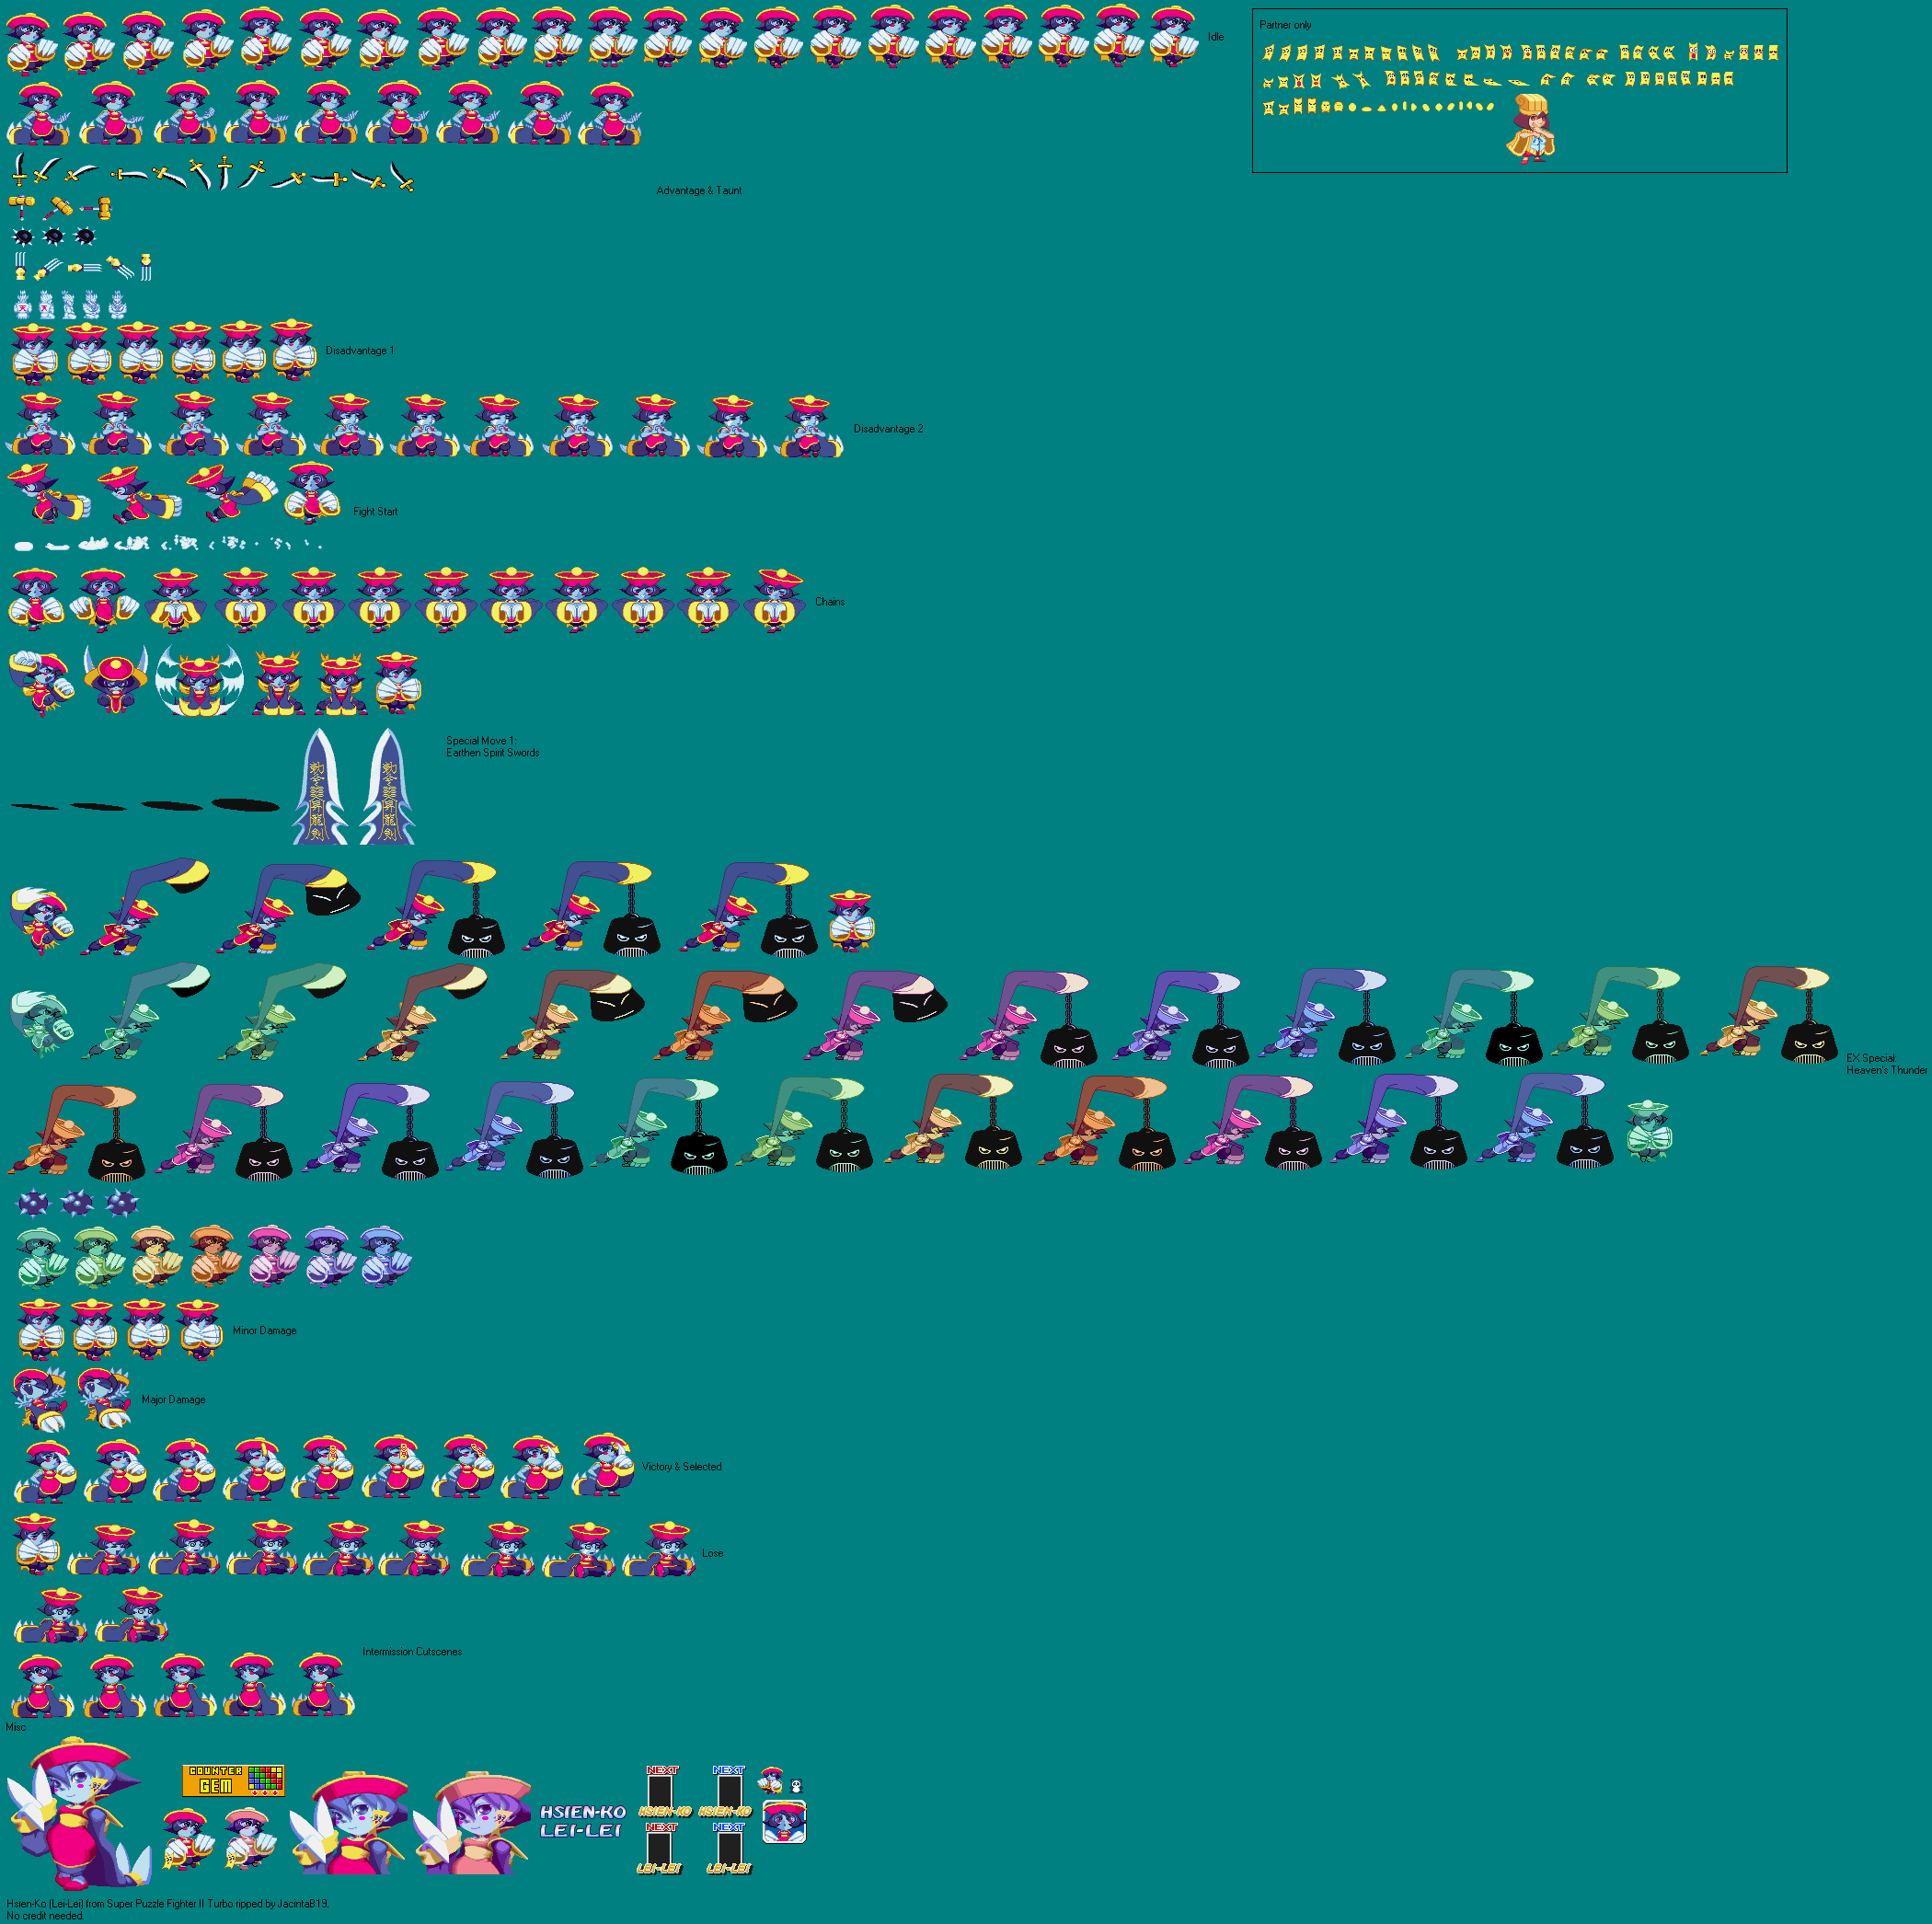 Partner only
Idle
Advantage & Taunt
Disadvantage 1
Disadvantage 2
Fight Start
Chains
Special Move 1:
Earthen Spirit Swords
EX Special:
Heaven's Thunder
Minor Damage
Major Damage
Victory & Selected
Lose
Intermission Cutscenes
Misc
COUNTER
GEM
HSIEN-KO
LEI-LEI
NEXT
HSIEN-KO
NEXT
HSIEN-KO
NEXT
LEI-LEI
NEXT
LEI-LEI
Hsien-Ko (Lei-Lei) from Super Puzzle Fighter II Turbo ripped by JacintaB19.
No credit needed.